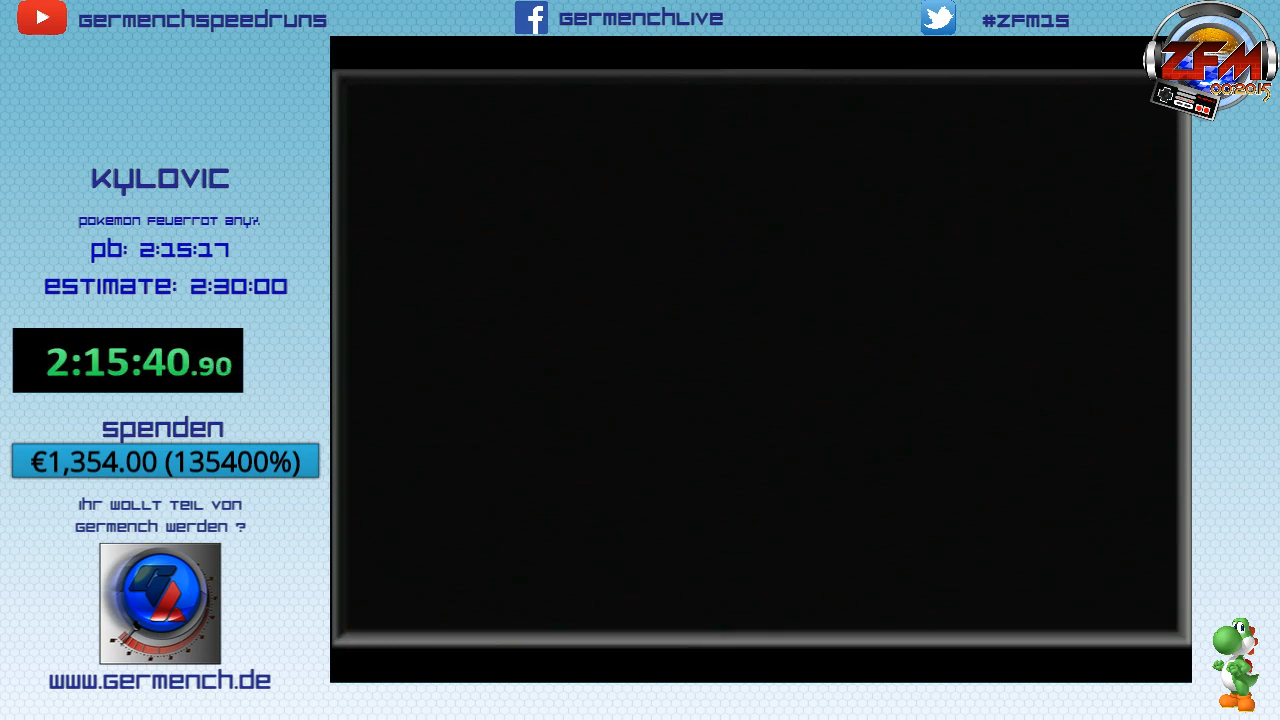 GERMENCHSPEEDRUNS
GERMENCHLIVE
#ZFM15
ZFM
KYLOVIC
POKEMON FEUERROT ANY%
PB: 2:15:17
ESTIMATE: 2:30:00
2:15:40.90
SPENDEN
€1,354.00 (135400%)
IHR WOLLT TEIL VON
GERMENCH WERDEN ?
WWW.GERMENCH.DE